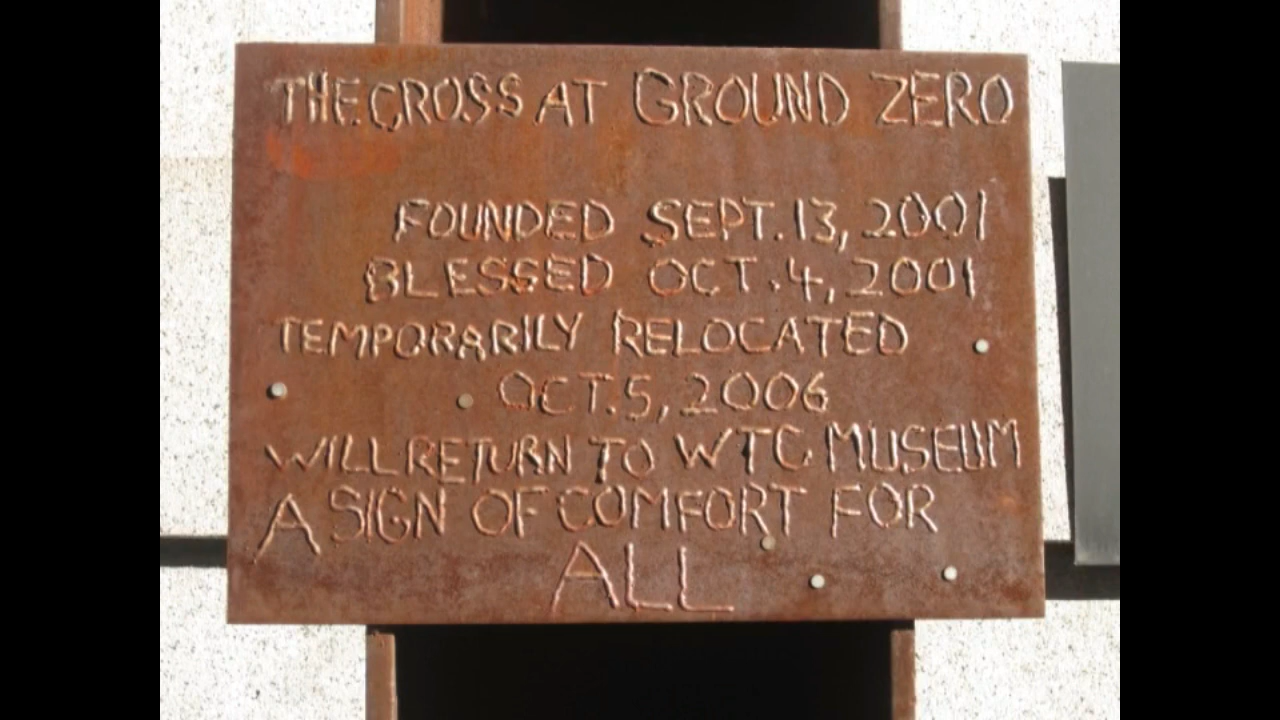 THE CROSS AT GROUND ZERO
FOUNDED SEPT. 13, 2001
BLESSED OCT. 4, 2001
TEMPORARILY RELOCATED
OCT. 5, 2006
WILL RETURN TO WTC MUSEUM
A SIGN OF COMFORT FOR
ALL